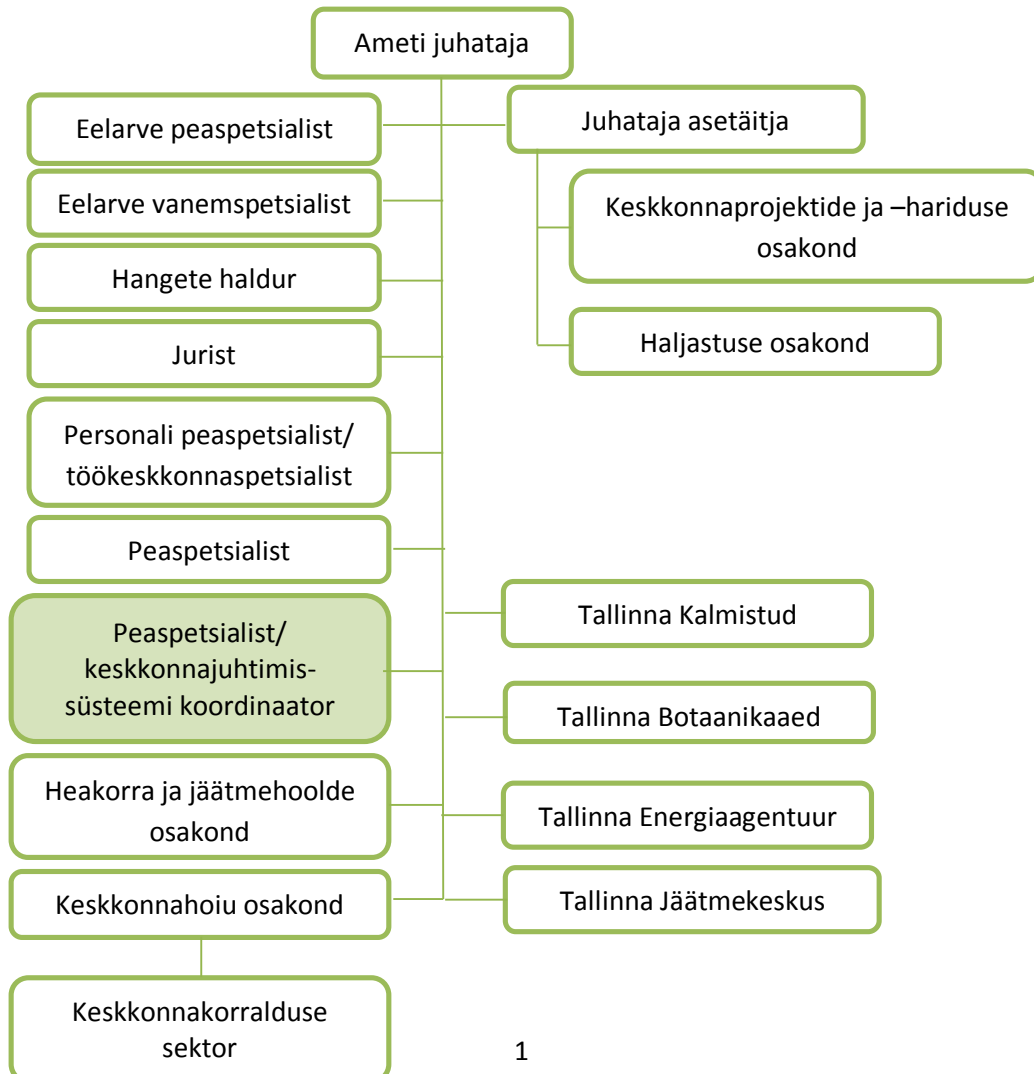 Ameti juhataja
Eelarve peaspetsialist
Juhataja asetäitja
Eelarve vanemspetsialist
Keskkonnaprojektide ja –hariduse
osakond
Hangete haldur
Haljastuse osakond
Jurist
Personali peaspetsialist/
töökeskkonnaspetsialist
Peaspetsialist
Peaspetsialist/
keskkonnajuhtimis-
süsteemi koordinaator
Tallinna Kalmistud
Tallinna Botaanikaaed
Heakorra ja jäätmehoolde
osakond
Tallinna Energiaagentuur
Keskkonnahoiu osakond
Tallinna Jäätmekeskus
Keskkonnakorralduse
sektor
1